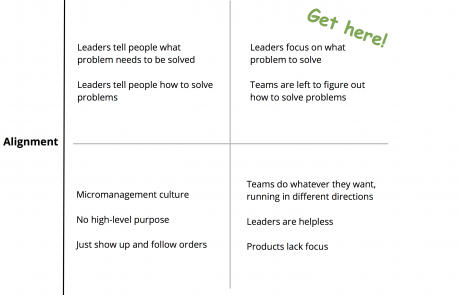 Get here!
Leaders tell people what
problem needs to be solved
Leaders tell people how to solve
problems
Leaders focus on what
problem to solve
Teams are left to figure out
how to solve problems
Alignment
Micromanagement culture
No high-level purpose
Just show up and follow orders
Teams do whatever they want,
running in different directions
Leaders are helpless
Products lack focus